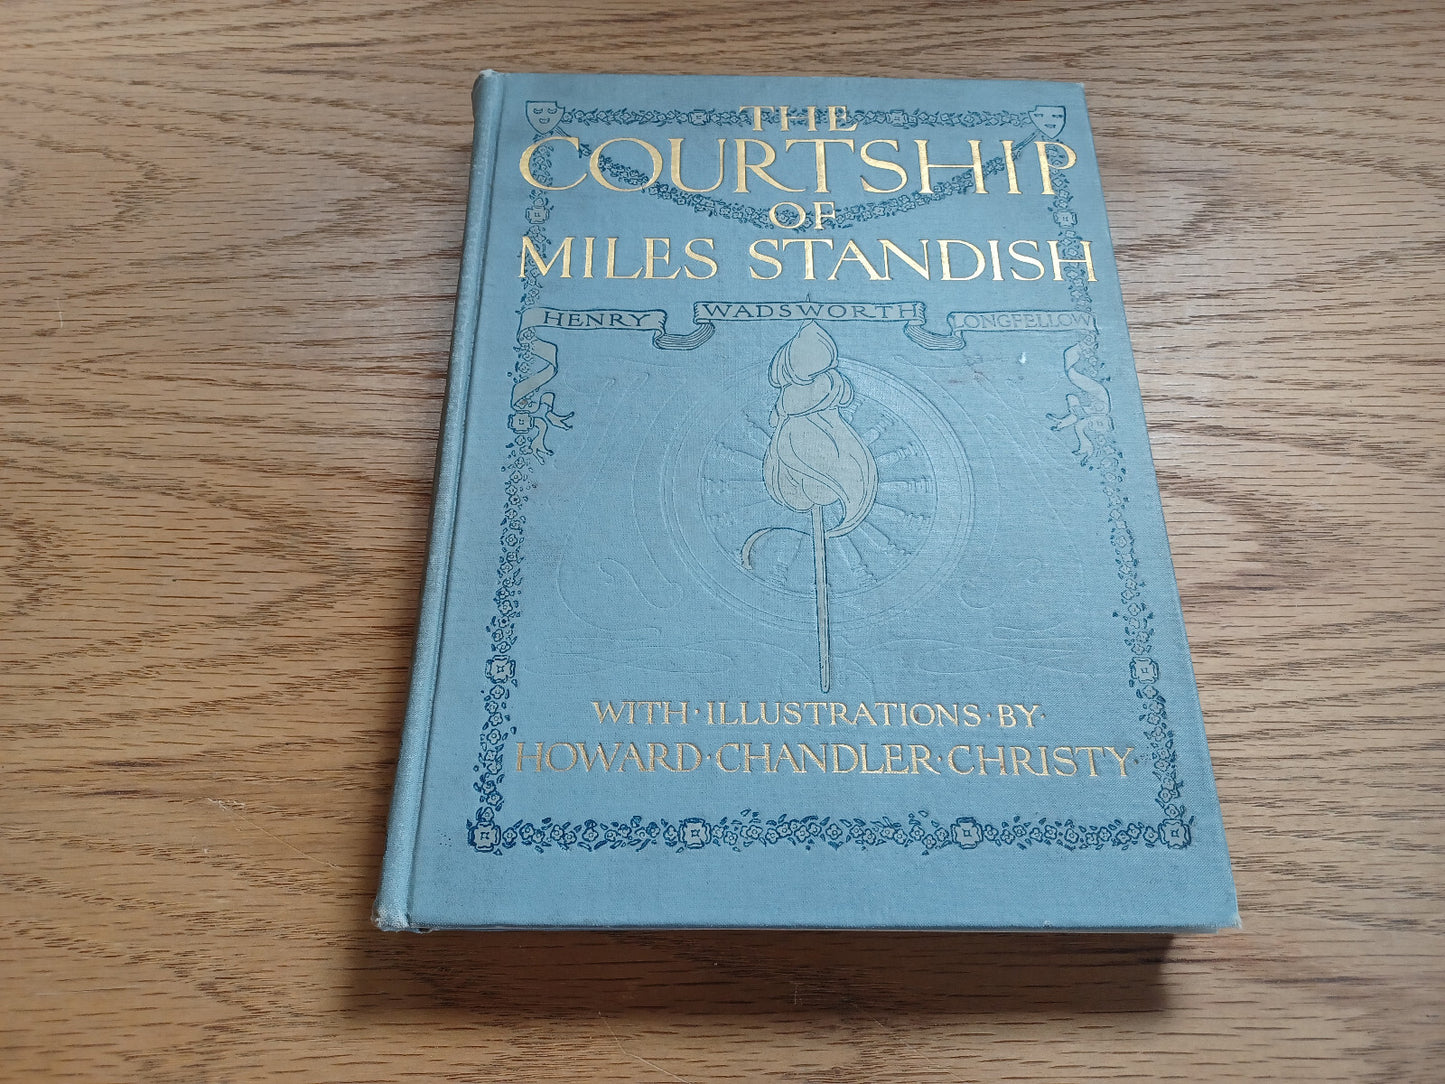 THE
COURTSHIP
OF
MILES STANDISH
HENRY WADSWORTH LONGFELLOW
WITH · ILLUSTRATIONS · BY ·
HOWARD · CHANDLER · CHRISTY